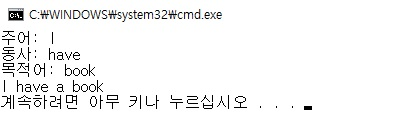 C:₩WINDOWS₩system32₩cmd.exe
주어: I
동사: have
목적어: book
I have a book
계속하려면 아무 키나 누르십시오 . . .